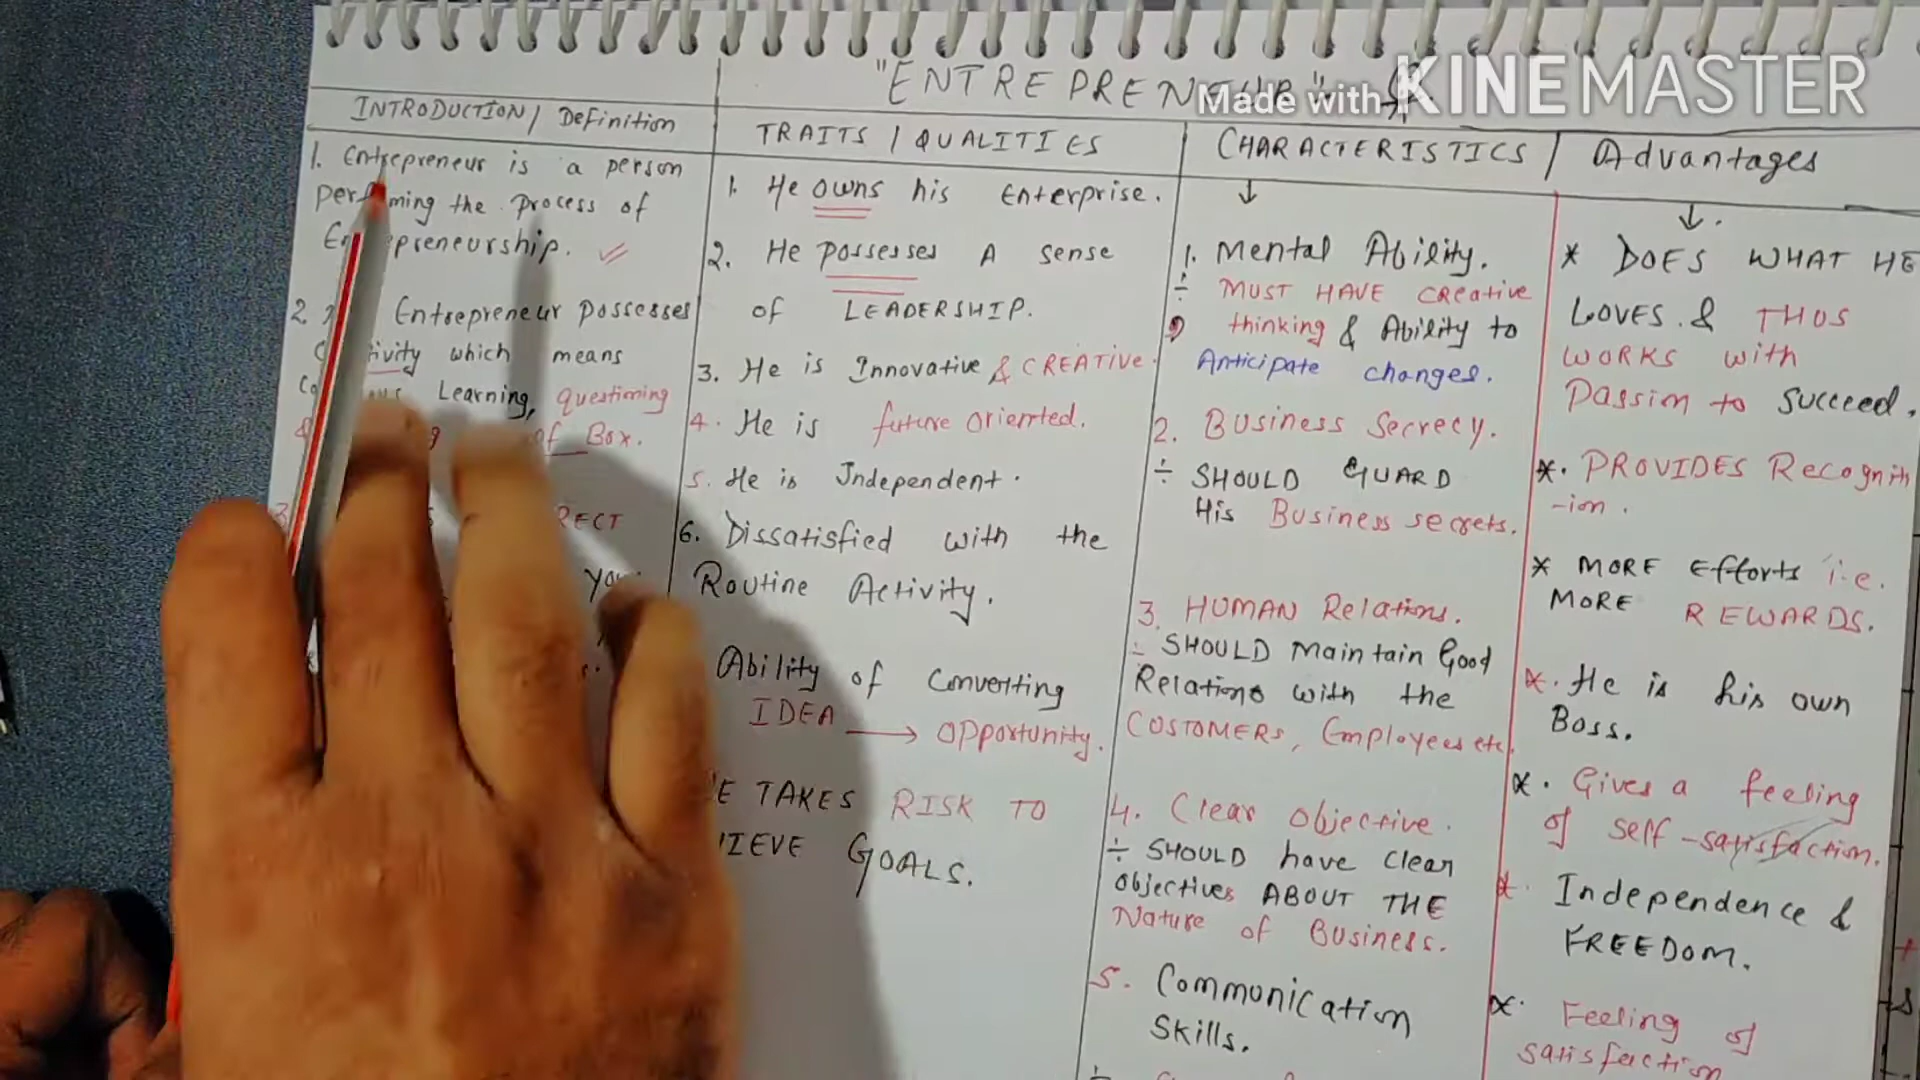 "ENTREPRENEUR"
Made with KINEMASTER
INTRODUCTION / Definition
1. Entrepreneur is a person
the process of
2. Entrepreneur possesses
which means
Learning, questioning
of Box.
TRAITS / QUALITIES
1. He owns his Enterprise.
2. He possesses A sense
of LEADERSHIP.
3. He is Innovative & CREATIVE.
4. He is future oriented.
5. He is Independent.
6. Dissatisfied with the
Routine Activity.
Ability of Converting
IDEA → Opportunity.
TAKES RISK TO
GOALS.
CHARACTERISTICS /
↓
1. Mental Ability.
÷ MUST HAVE Creative
thinking & Ability to
Anticipate changes.
2. Business Secrecy.
÷ SHOULD GUARD
His Business secrets.
3. HUMAN Relations.
÷ SHOULD Maintain Good
Relations with the
CUSTOMERS, Employees etc.
4. Clear Objective.
÷ SHOULD have clear
Objectives ABOUT THE
Nature of Business.
5. Communication
Skills.
Advantages
↓
* DOES WHAT HE
LOVES & THUS
WORKS with
Passion to succeed.
* PROVIDES Recognit
-ion.
* MORE Efforts i.e.
MORE REWARDS.
* He is his own
Boss.
* Gives a feeling
of self-satisfaction.
* Independence &
FREEDOM.
* Feeling of
satisfaction